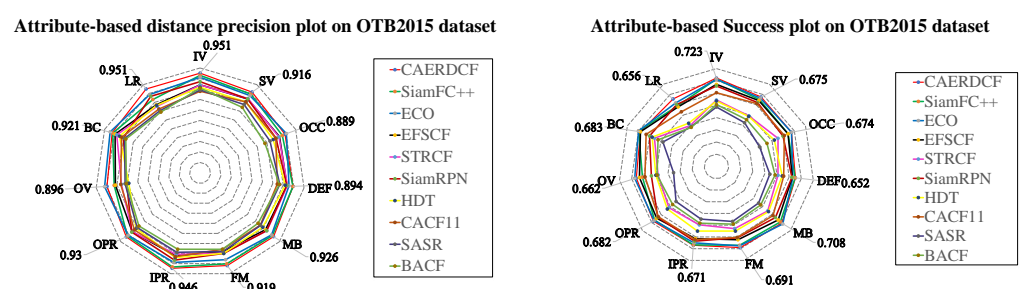 Attribute-based distance precision plot on OTB2015 dataset
IV
0.951
SV
0.916
OCC
0.889
DEF
0.894
MB
0.926
FM
0.919
IPR
0.946
OPR
0.93
OV
0.896
BC
0.921
LR
0.951
CAERDCF
SiamFC++
ECO
EFSCF
STRCF
SiamRPN
HDT
CACF11
SASR
BACF
Attribute-based Success plot on OTB2015 dataset
IV
0.723
SV
0.675
OCC
0.674
DEF
0.652
MB
0.708
FM
0.691
IPR
0.671
OPR
0.682
OV
0.662
BC
0.683
LR
0.656
CAERDCF
SiamFC++
ECO
EFSCF
STRCF
SiamRPN
HDT
CACF11
SASR
BACF